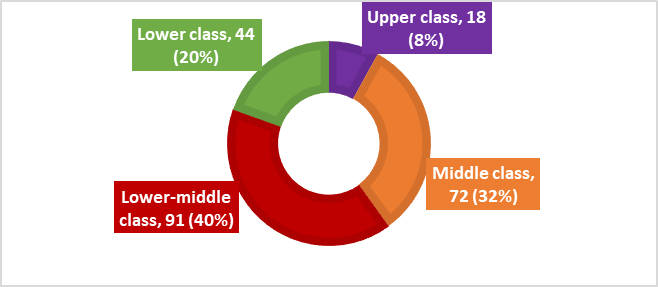 Upper class, 18
(8%)
Lower class, 44
(20%)
Middle class,
72 (32%)
Lower-middle
class, 91 (40%)